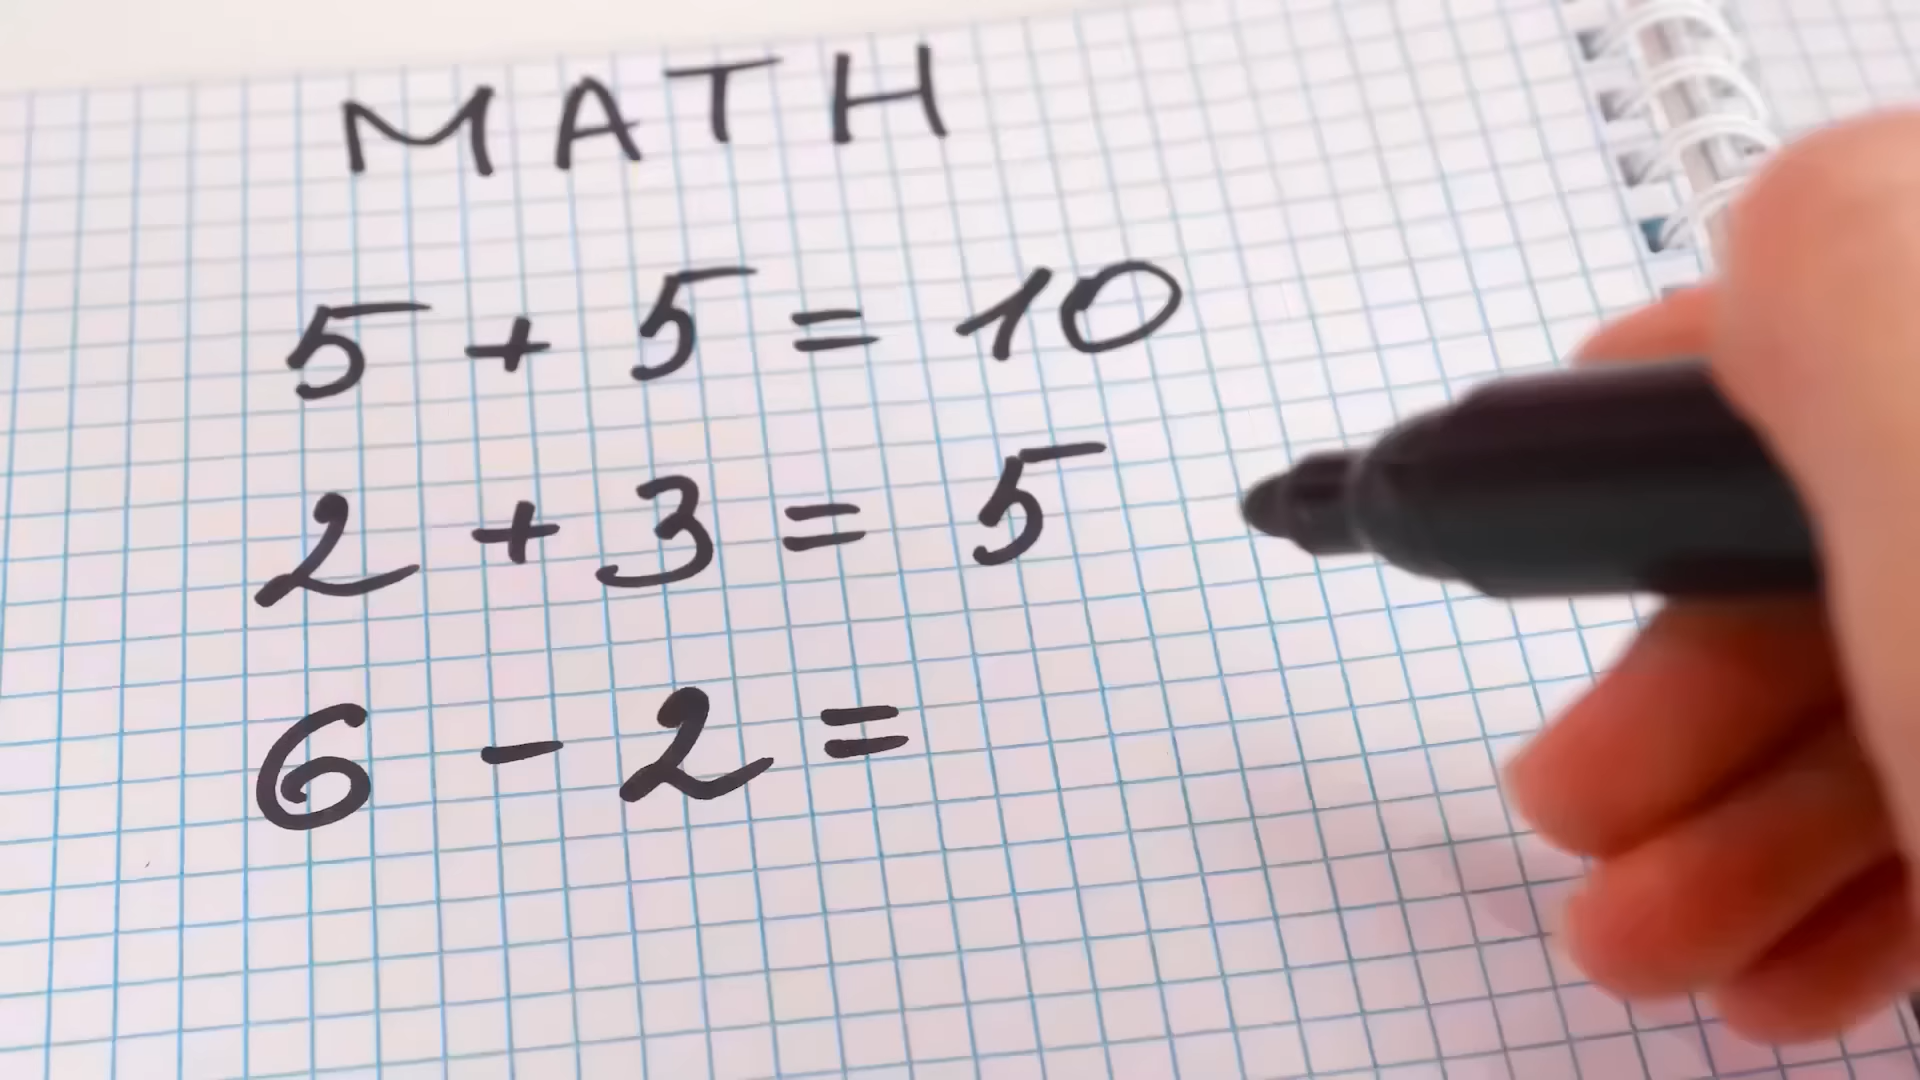 MATH
5 + 5 = 10
2 + 3 = 5
6 - 2 =